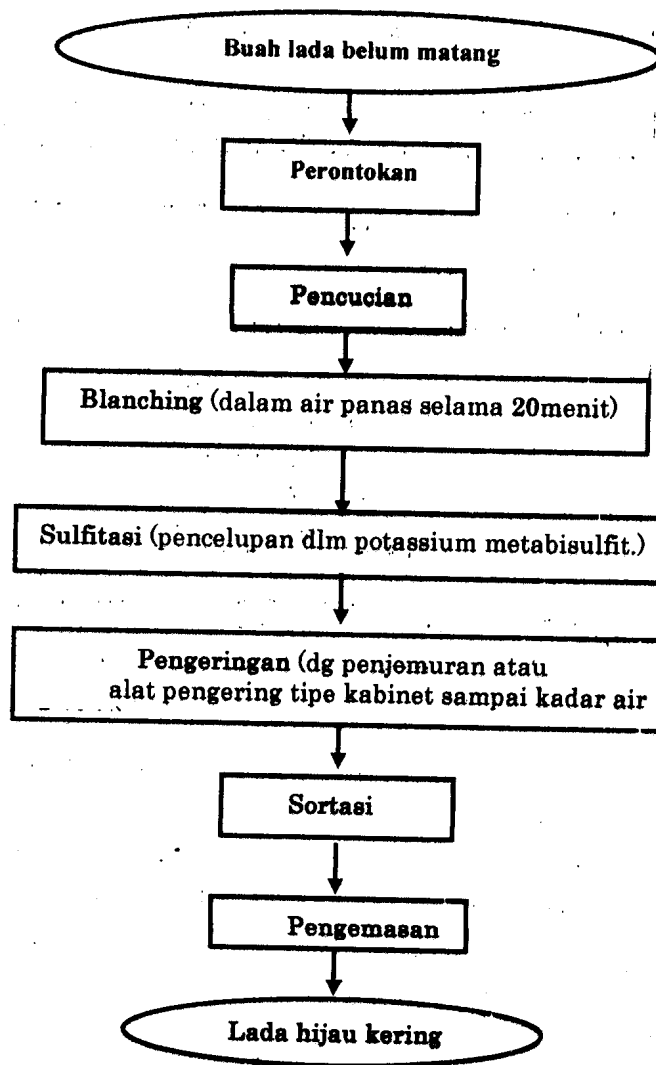 Buah lada belum matang
Perontokan
Pencucian
Blanching (dalam air panas selama 20menit)
Sulfitasi (pencelupan dlm potassium metabisulfit.)
Pengeringan (dg penjemuran atau
alat pengering tipe kabinet sampai kadar air
Sortasi
Pengemasan
Lada hijau kering